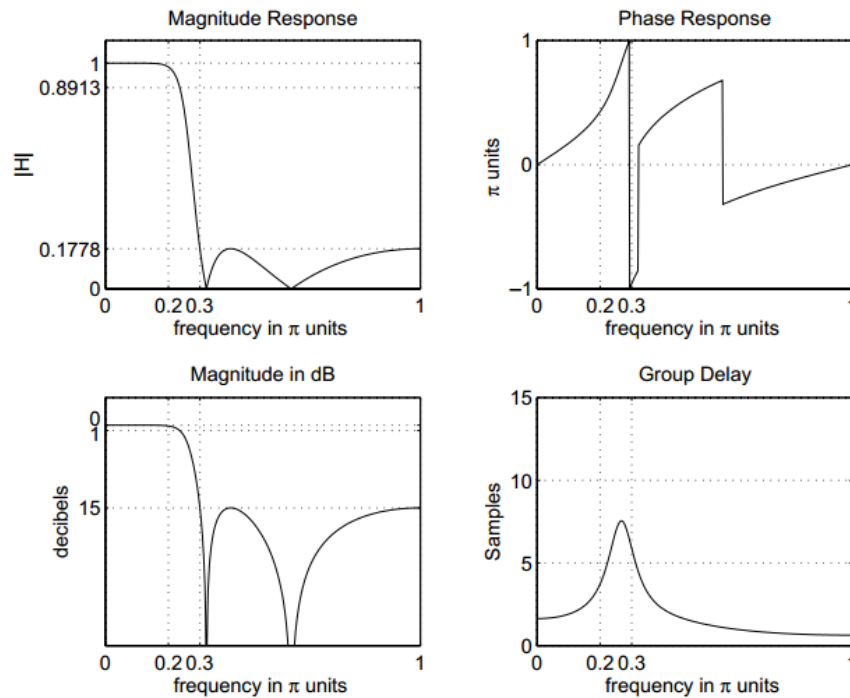 Magnitude Response
1
0.8913
|H|
0.1778
0
0 0.2 0.3 1
frequency in π units
Phase Response
1
π units
0
−1
0 0.2 0.3 1
frequency in π units
Magnitude in dB
0
1
decibels
15
0 0.2 0.3 1
frequency in π units
Group Delay
15
10
Samples
5
0
0 0.2 0.3 1
frequency in π units